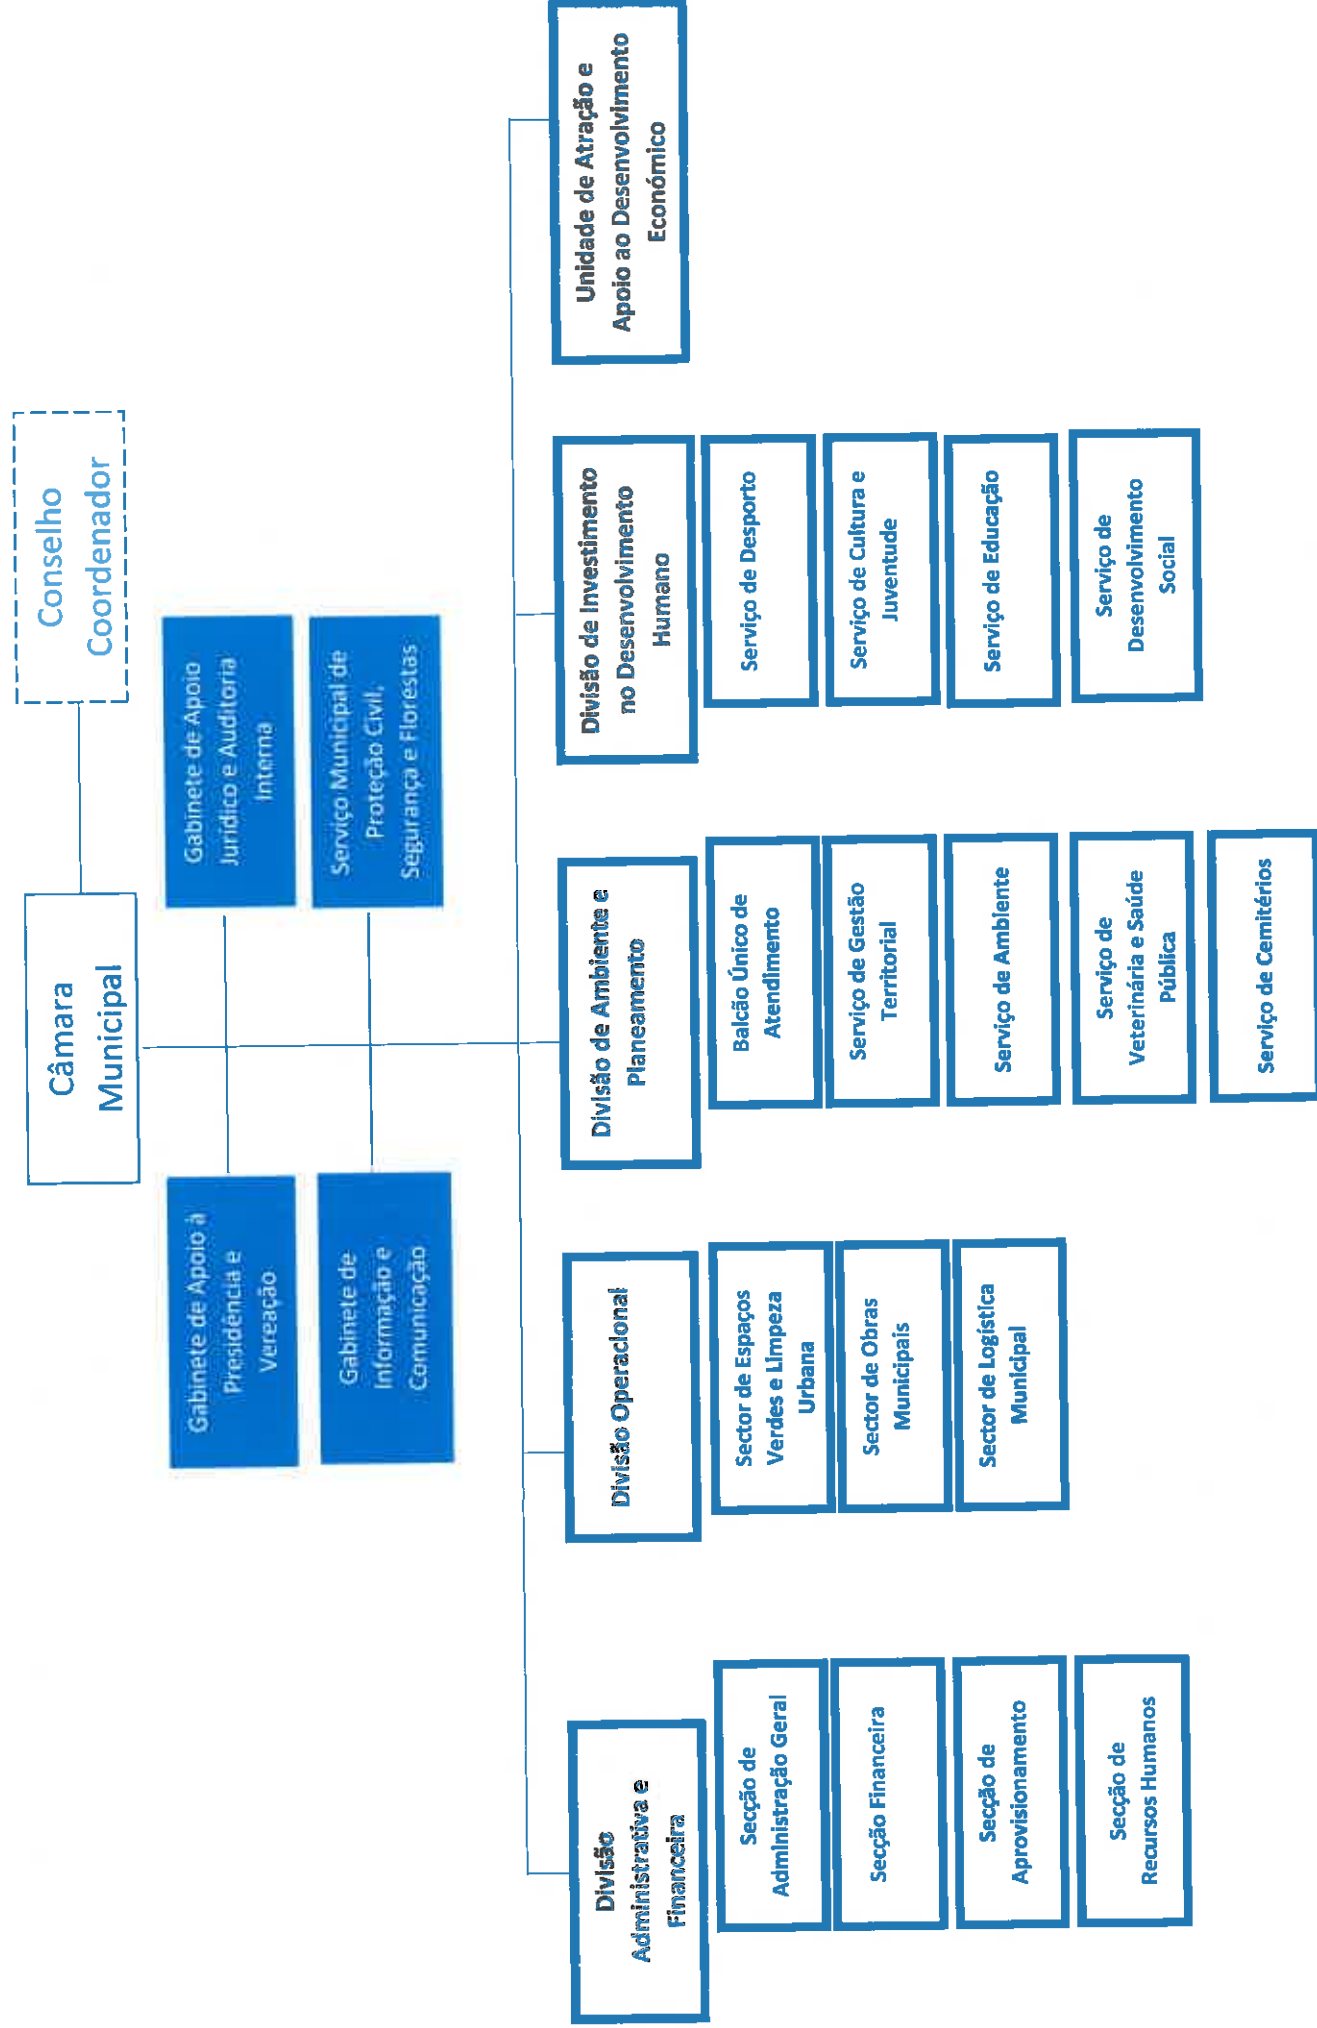 Câmara
Municipal
Conselho
Coordenador
Gabinete de Apoio à
Presidência e
Vereação
Gabinete de Apoio
Jurídico e Auditoria
Interna
Gabinete de
Informação e
Comunicação
Serviço Municipal de
Proteção Civil,
Segurança e Florestas
Divisão
Administrativa e
Financeira
Secção de
Administração Geral
Secção Financeira
Secção de
Aprovisionamento
Secção de
Recursos Humanos
Divisão Operacional
Sector de Espaços
Verdes e Limpeza
Urbana
Sector de Obras
Municipais
Sector de Logística
Municipal
Divisão de Ambiente e
Planeamento
Balcão Único de
Atendimento
Serviço de Gestão
Territorial
Serviço de Ambiente
Serviço de
Veterinária e Saúde
Pública
Serviço de Cemitérios
Divisão de Investimento
no Desenvolvimento
Humano
Serviço de Desporto
Serviço de Cultura e
Juventude
Serviço de Educação
Serviço de
Desenvolvimento
Social
Unidade de Atração e
Apoio ao Desenvolvimento
Económico